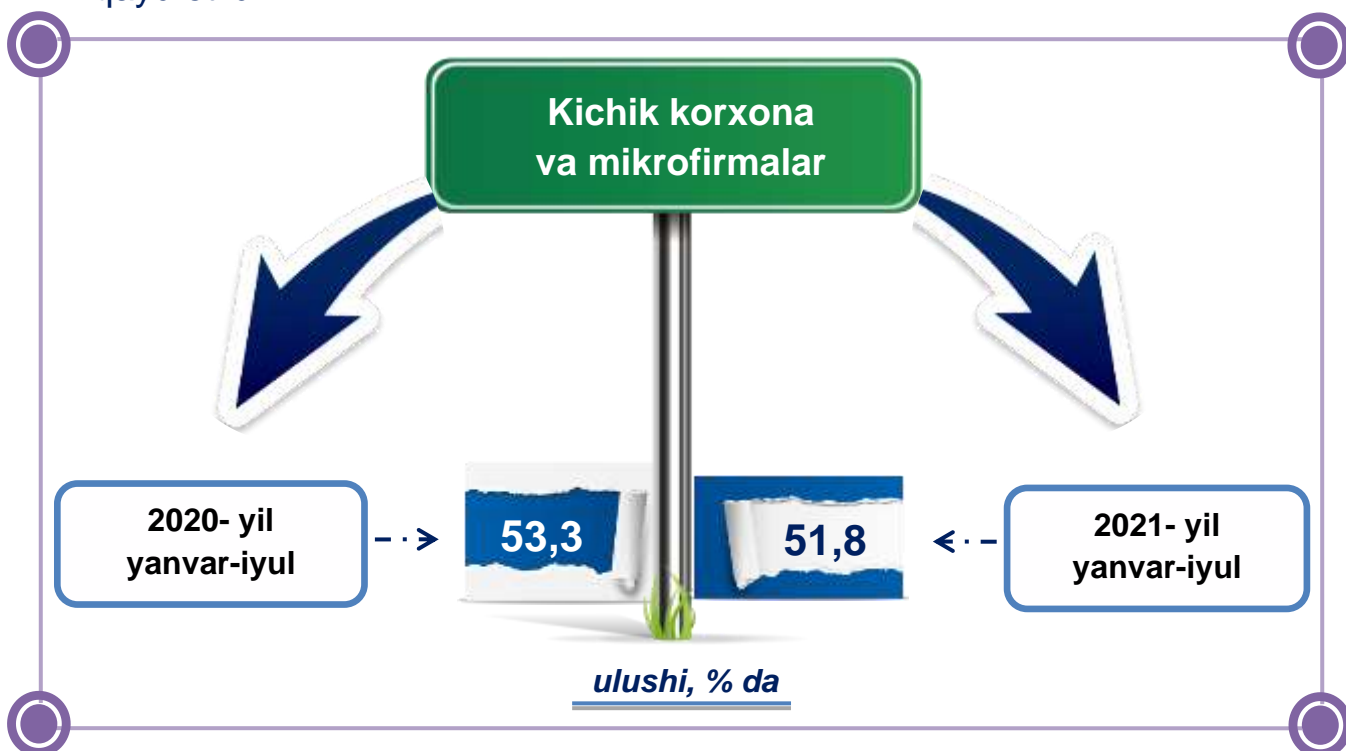 Kichik korxona
va mikrofirmalar
2020- yil
yanvar-iyul
53,3
51,8
2021- yil
yanvar-iyul
ulushi, % da